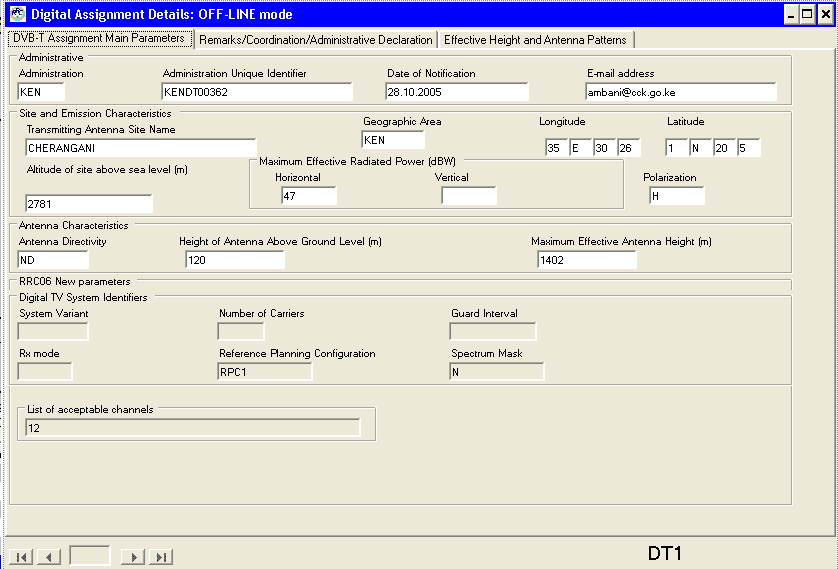 Digital Assignment Details: OFF-LINE mode
DVB-T Assignment Main Parameters Remarks/Coordination/Administrative Declaration Effective Height and Antenna Patterns
Administrative
Administration Administration Unique Identifier Date of Notification E-mail address
KEN KENDT00362 28.10.2005 ambani@cck.go.ke
Site and Emission Characteristics
Transmitting Antenna Site Name Geographic Area Longitude Latitude
CHERANGANI KEN 35 E 30 26 1 N 20 5
Altitude of site above sea level (m) Maximum Effective Radiated Power (dBW)
Horizontal Vertical Polarization
2781 47 H
Antenna Characteristics
Antenna Directivity Height of Antenna Above Ground Level (m) Maximum Effective Antenna Height (m)
ND 120 1402
RRC06 New parameters
Digital TV System Identifiers
System Variant Number of Carriers Guard Interval
Rx mode Reference Planning Configuration Spectrum Mask
RPC1 N
List of acceptable channels
12
DT1